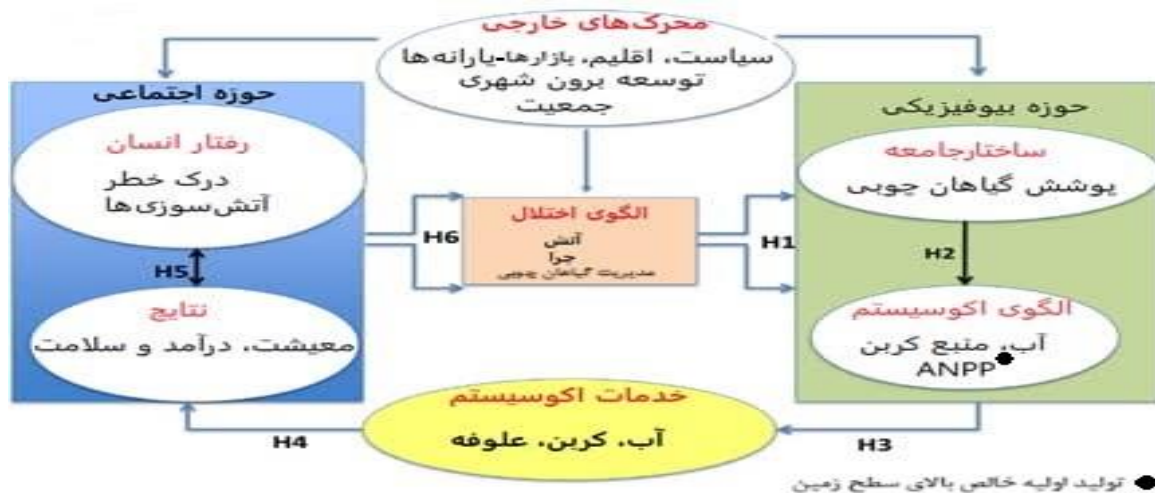 محرک‌های خارجی
سیاست، اقلیم، بازارها-یارانه‌ها
توسعه برون شهری
جمعیت
حوزه بیوفیزیکی
ساختارجامعه
پوشش گیاهان چوبی
H2
الگوی اکوسیستم
آب، منبع کربن
ANPP
حوزه اجتماعی
رفتار انسان
درک خطر
آتش‌سوزی‌ها
H5
نتایج
معیشت، درآمد و سلامت
الگوی اختلال
آتش
چرا
مدیریت گیاهان چوبی
H1
H6
خدمات اکوسیستم
آب، کربن، علوفه
H3
H4
تولید اولیه خالص بالای سطح زمین